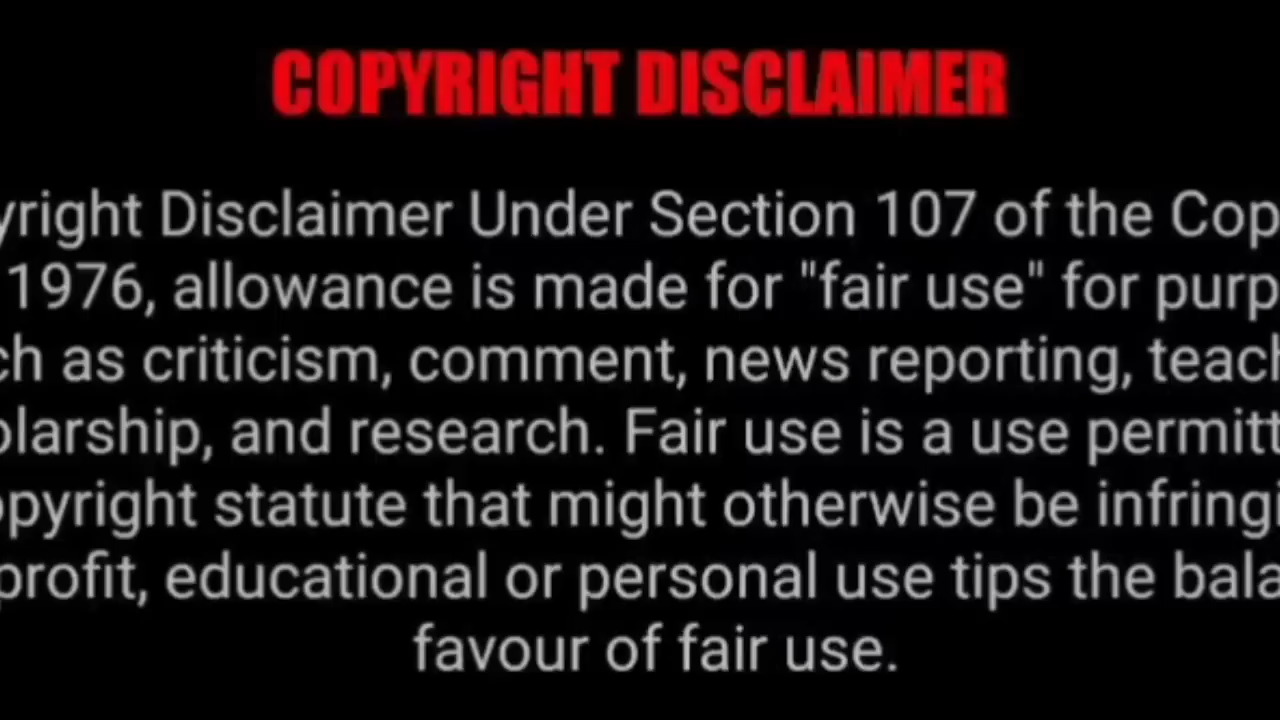 COPYRIGHT DISCLAiMER
yright Disclaimer Under Section 107 of the Cop
1976, allowance is made for "fair use" for purp
ch as criticism, comment, news reporting, teach
olarship, and research. Fair use is a use permitt
opyright statute that might otherwise be infringi
profit, educational or personal use tips the bala
favour of fair use.